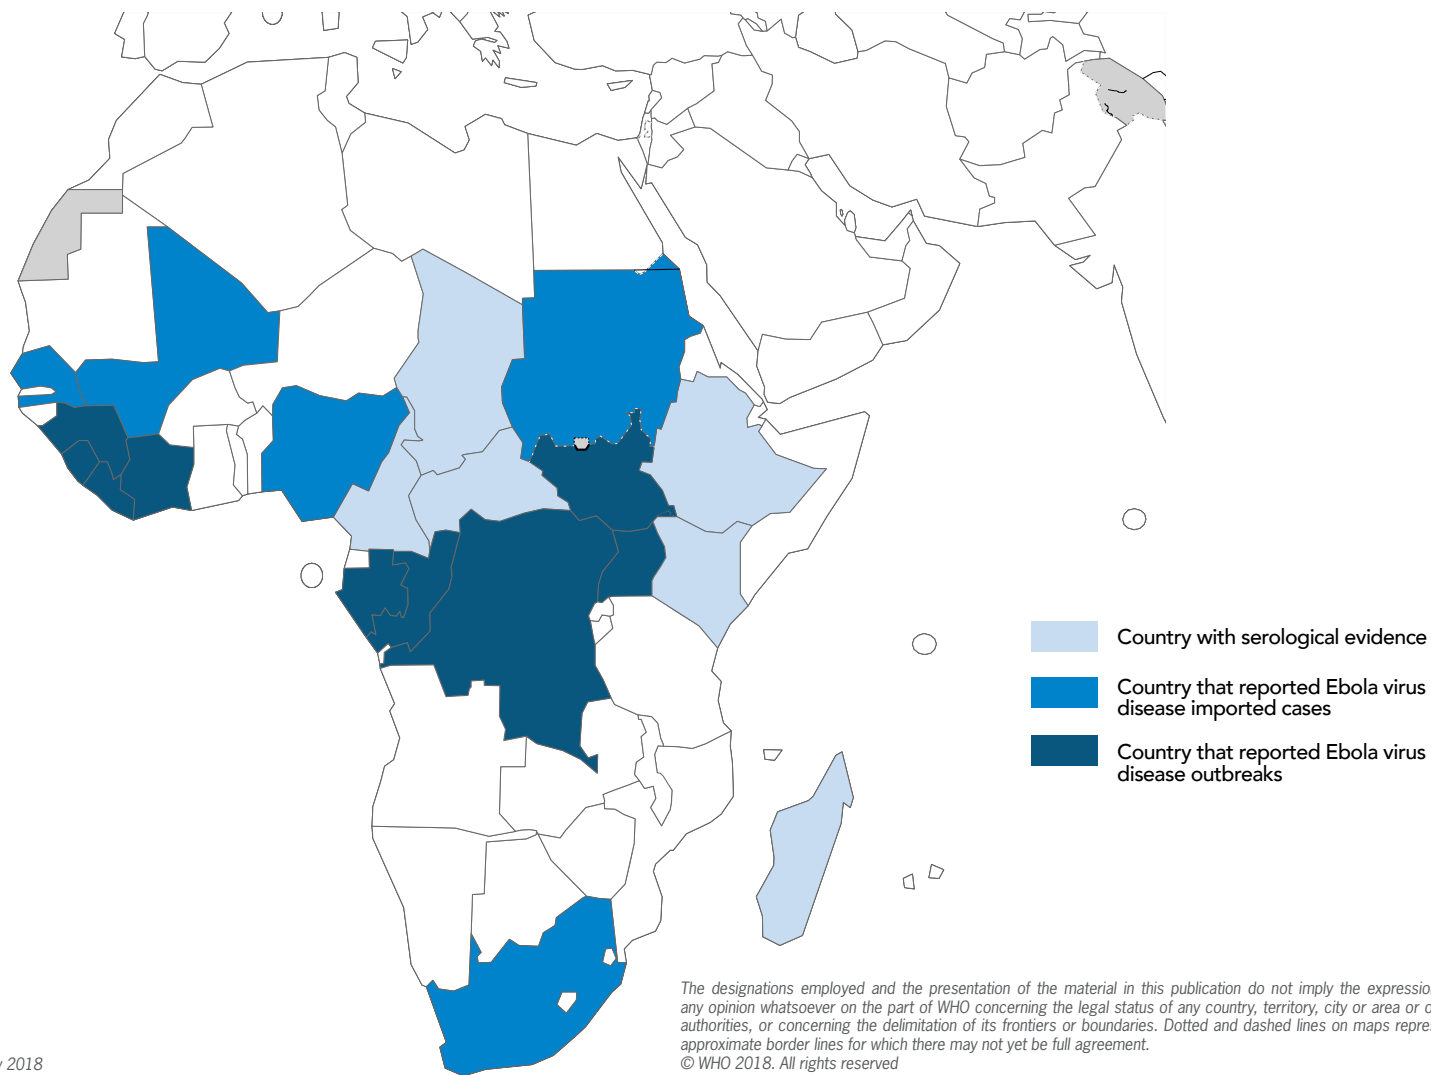 Country with serological evidence
Country that reported Ebola virus
disease imported cases
Country that reported Ebola virus
disease outbreaks
The designations employed and the presentation of the material in this publication do not imply the
any opinion whatsoever on the part of WHO concerning the legal status of any country, territory, city or area or
authorities, or concerning the delimitation of its frontiers or boundaries. Dotted and dashed lines on maps
approximate border lines for which there may not yet be full agreement.
© WHO 2018. All rights reserved
2018